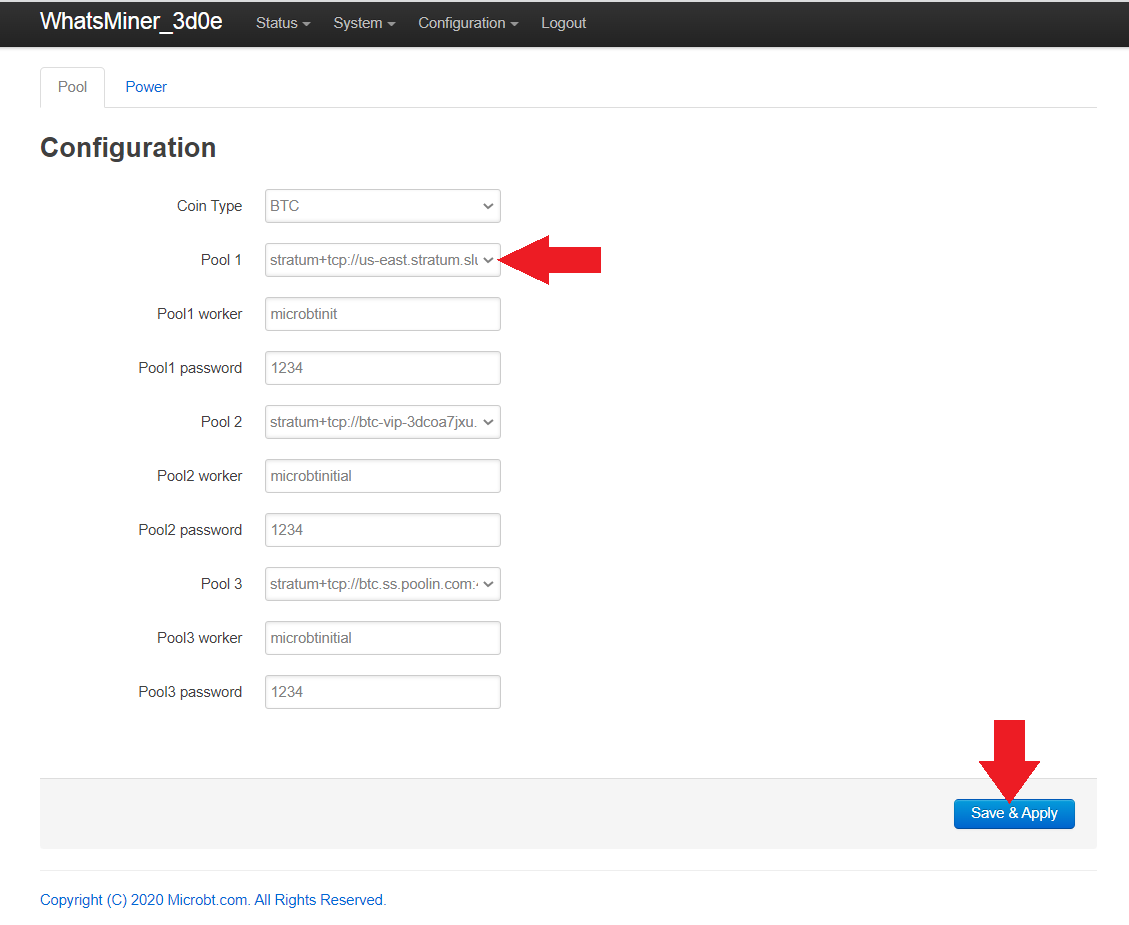 WhatsMiner_3d0e Status System Configuration Logout
Pool Power
Configuration
Coin Type BTC
Pool 1 stratum+tcp://us-east.stratum.slu
Pool1 worker microbtinit
Pool1 password 1234
Pool 2 stratum+tcp://btc-vip-3dcoa7jxu.
Pool2 worker microbtinitial
Pool2 password 1234
Pool 3 stratum+tcp://btc.ss.poolin.com:4
Pool3 worker microbtinitial
Pool3 password 1234
Save & Apply
Copyright (C) 2020 Microbt.com. All Rights Reserved.